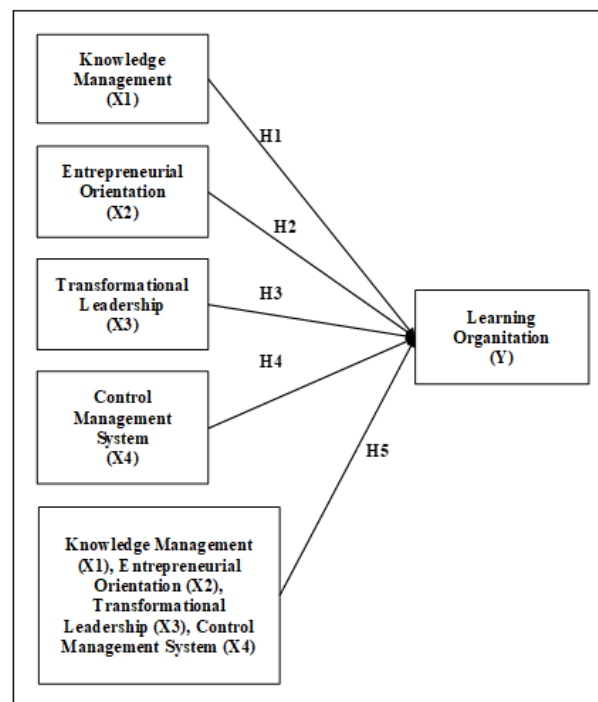 Knowledge
Management
(X1)
H1
Entrepreneurial
Orientation
(X2)
H2
Transformational
Leadership
(X3)
H3
Learning
Organitation
(Y)
H4
Control
Management
System
(X4)
H5
Knowledge Management
(X1), Entrepreneurial
Orientation (X2),
Transformational
Leadership (X3), Control
Management System (X4)